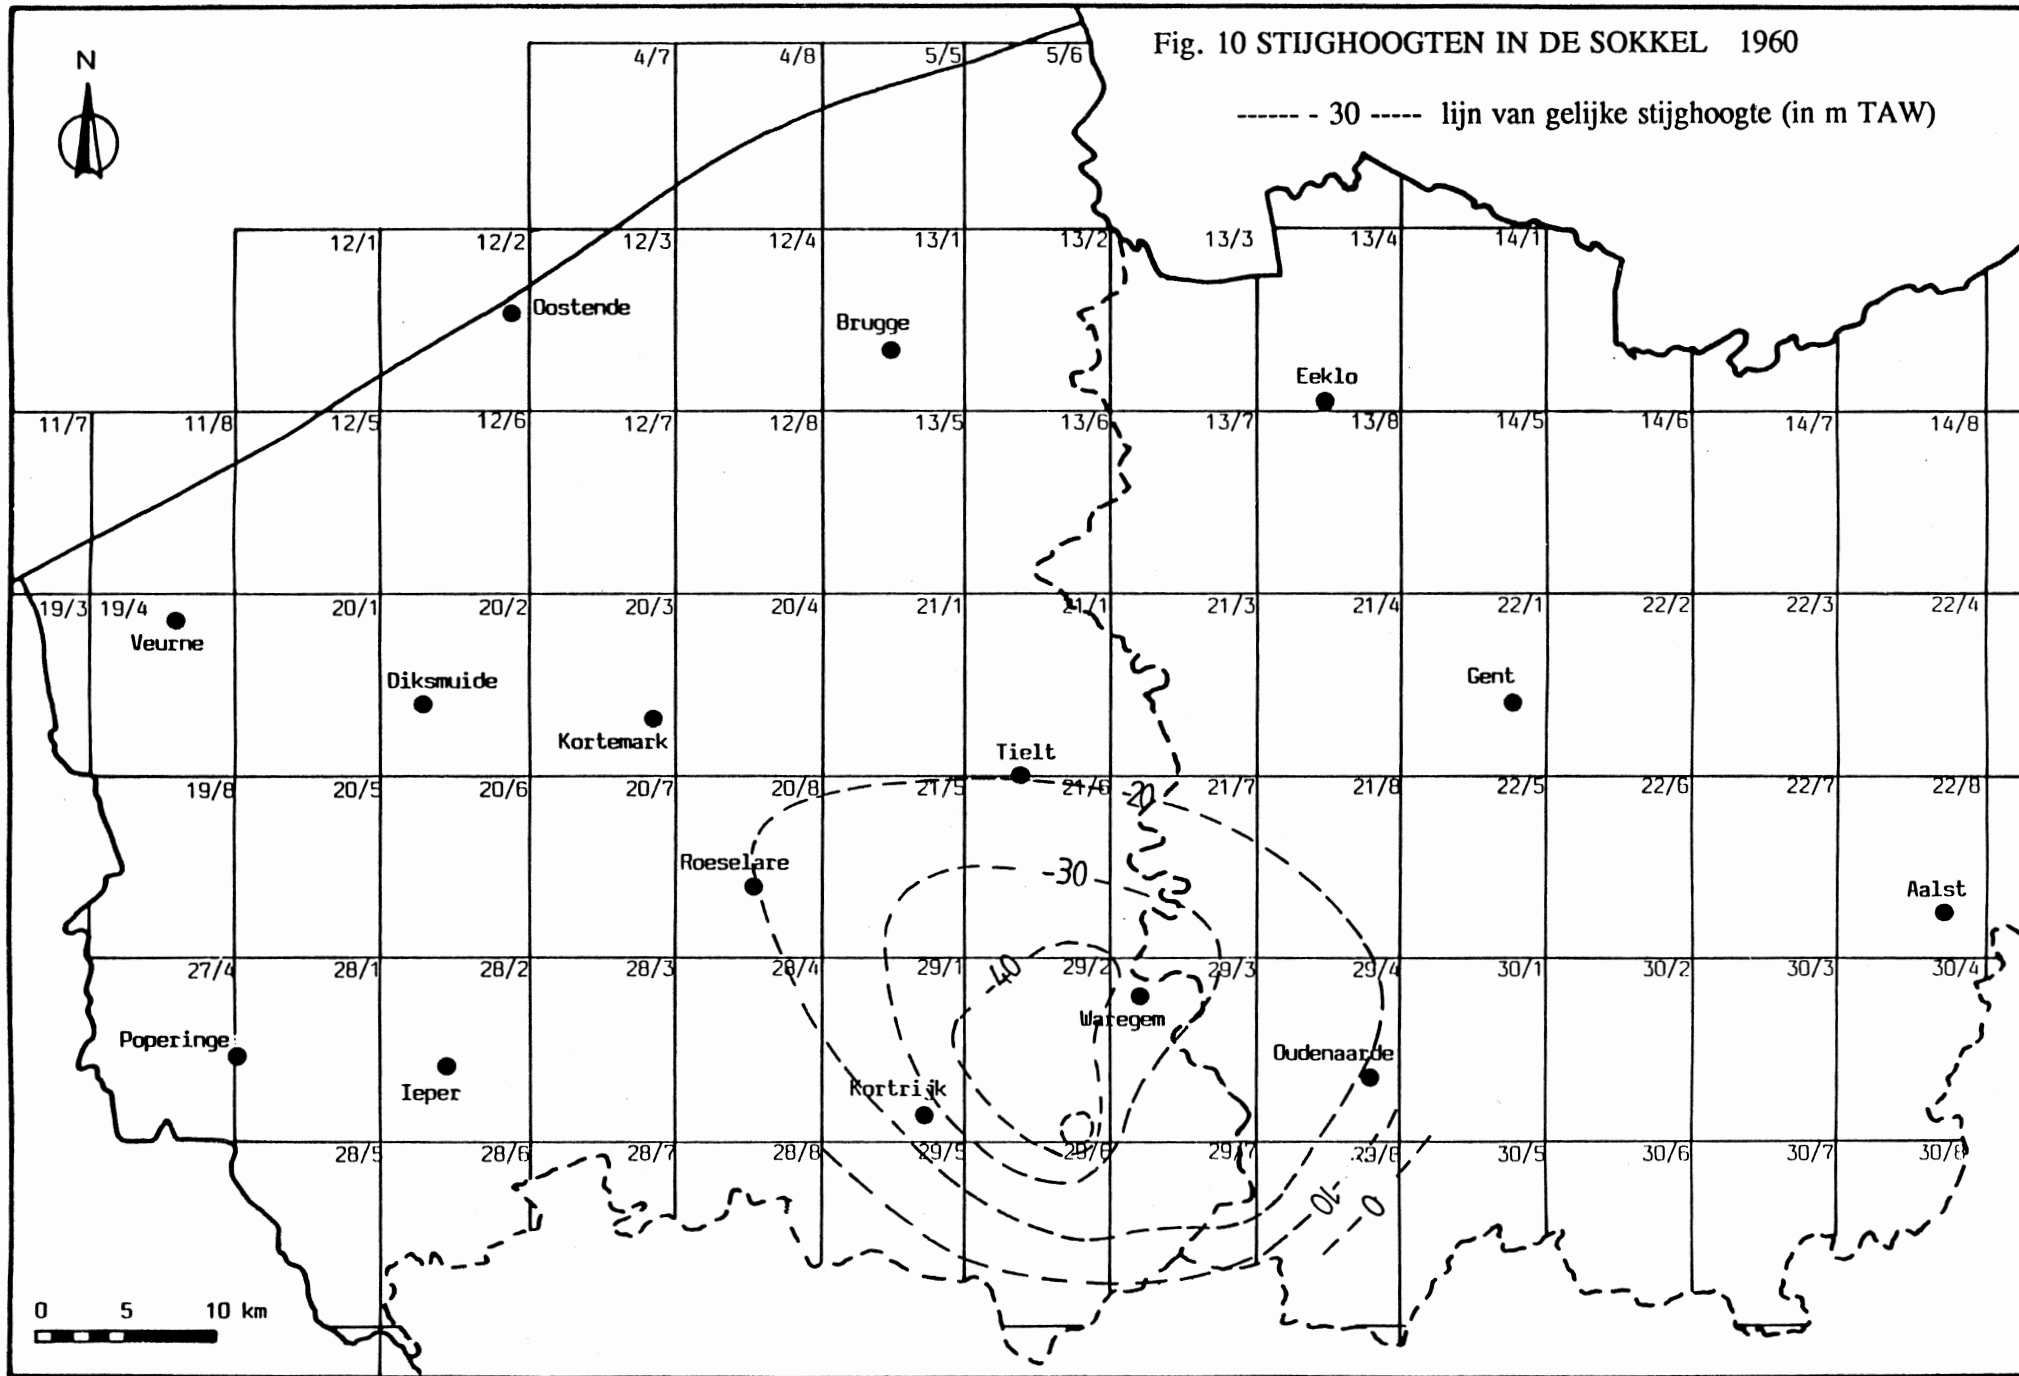 Fig. 10 STIJGHOOGTEN IN DE SOKKEL 1960
------ - 30 ----- lijn van gelijke stijghoogte (in m TAW)
N
4/7 4/8 5/5 5/6
12/1 12/2 12/3 12/4 13/1 13/2 13/3 13/4 14/1
Oostende
Brugge
Eeklo
11/7 11/8 12/5 12/6 12/7 12/8 13/5 13/6 13/7 13/8 14/5 14/6 14/7 14/8
19/3 19/4 20/1 20/2 20/3 20/4 21/1 21/1 21/3 21/4 22/1 22/2 22/3 22/4
Veurne
Diksmuide
Gent
Kortemark
Tielt
19/8 20/5 20/6 20/7 20/8 21/5 21/6 21/7 21/8 22/5 22/6 22/7 22/8
-20
Roeselare
-30
Aalst
27/4 28/1 28/2 28/3 28/4 29/1 29/2 29/3 29/4 30/1 30/2 30/3 30/4
-40
Waregem
Poperinge
Oudenaarde
Ieper
Kortrijk
28/5 28/6 28/7 28/8 29/5 29/6 29/7 29/8 30/5 30/6 30/7 30/8
-10
0
0 5 10 km